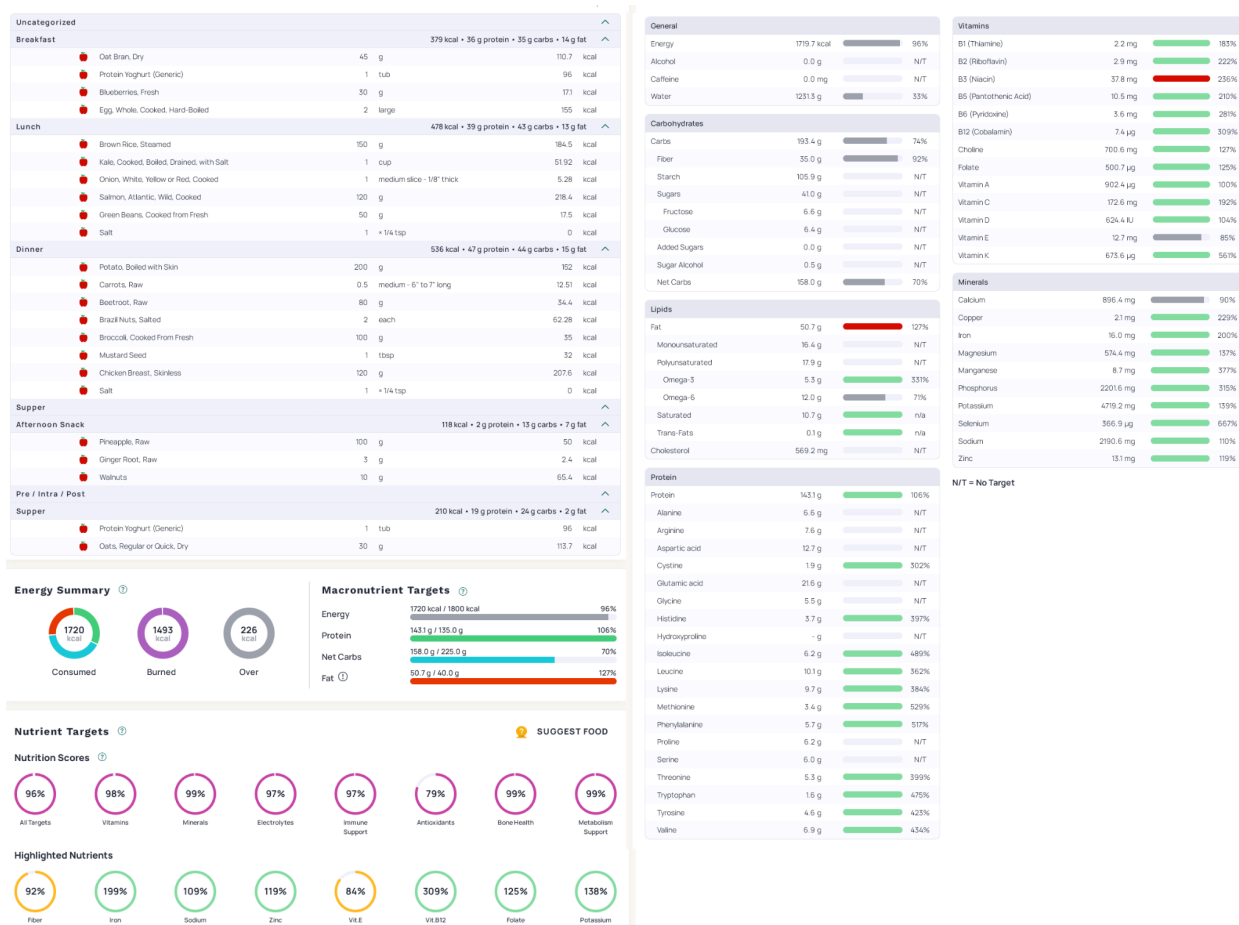 Uncategorized
Breakfast 379 kcal • 36 g protein • 35 g carbs • 14 g fat
Oat Bran, Dry 45 g 110.7 kcal
Protein Yoghurt (Generic) 1 tub 96 kcal
Blueberries, Fresh 30 g 17.1 kcal
Egg, Whole, Cooked, Hard-Boiled 2 large 155 kcal
Lunch 478 kcal • 39 g protein • 43 g carbs • 13 g fat
Brown Rice, Steamed 150 g 184.5 kcal
Kale, Cooked, Boiled, Drained, with Salt 1 cup 51.92 kcal
Onion, White, Yellow or Red, Cooked 1 medium slice - 1/8" thick 5.28 kcal
Salmon, Atlantic, Wild, Cooked 120 g 218.4 kcal
Green Beans, Cooked from Fresh 50 g 17.5 kcal
Salt 1 × 1/4 tsp 0 kcal
Dinner 536 kcal • 47 g protein • 44 g carbs • 15 g fat
Potato, Boiled with Skin 200 g 152 kcal
Carrots, Raw 0.5 medium - 6" to 7" long 12.51 kcal
Beetroot, Raw 80 g 34.4 kcal
Brazil Nuts, Salted 2 each 62.28 kcal
Broccoli, Cooked From Fresh 100 g 35 kcal
Mustard Seed 1 tbsp 32 kcal
Chicken Breast, Skinless 120 g 207.6 kcal
Salt 1 × 1/4 tsp 0 kcal
Supper
Afternoon Snack 118 kcal • 2 g protein • 13 g carbs • 7 g fat
Pineapple, Raw 100 g 50 kcal
Ginger Root, Raw 3 g 2.4 kcal
Walnuts 10 g 65.4 kcal
Pre / Intra / Post
Supper 210 kcal • 19 g protein • 24 g carbs • 2 g fat
Protein Yoghurt (Generic) 1 tub 96 kcal
Oats, Regular or Quick, Dry 30 g 113.7 kcal
Energy Summary ?
1720 kcal 1493 kcal 226 kcal
Consumed Burned Over
Macronutrient Targets ?
Energy 1720 kcal / 1800 kcal 96%
Protein 143.1 g / 135.0 g 106%
Net Carbs 158.0 g / 225.0 g 70%
Fat 50.7 g / 40.0 g 127%
Nutrient Targets ? SUGGEST FOOD
Nutrition Scores ?
96% 98% 99% 97% 97% 79% 99% 99%
All Targets Vitamins Minerals Electrolytes Immune Support Antioxidants Bone Health Metabolism Support
Highlighted Nutrients
92% 199% 109% 119% 84% 309% 125% 138%
Fiber Iron Sodium Zinc Vit.E Vit.B12 Folate Potassium
General
Energy 1719.7 kcal 96%
Alcohol 0.0 g N/T
Caffeine 0.0 mg N/T
Water 1231.3 g 33%
Carbohydrates
Carbs 193.4 g 74%
Fiber 35.0 g 92%
Starch 105.9 g N/T
Sugars 41.0 g N/T
Fructose 6.6 g N/T
Glucose 6.4 g N/T
Added Sugars 0.0 g N/T
Sugar Alcohol 0.5 g N/T
Net Carbs 158.0 g 70%
Lipids
Fat 50.7 g 127%
Monounsaturated 16.4 g N/T
Polyunsaturated 17.9 g N/T
Omega-3 5.3 g 331%
Omega-6 12.0 g 71%
Saturated 10.7 g n/a
Trans-Fats 0.1 g n/a
Cholesterol 569.2 mg N/T
Protein
Protein 143.1 g 106%
Alanine 6.6 g N/T
Arginine 7.6 g N/T
Aspartic acid 12.7 g N/T
Cystine 1.9 g 302%
Glutamic acid 21.6 g N/T
Glycine 5.5 g N/T
Histidine 3.7 g 397%
Hydroxyproline - g N/T
Isoleucine 6.2 g 489%
Leucine 10.1 g 362%
Lysine 9.7 g 384%
Methionine 3.4 g 529%
Phenylalanine 5.7 g 517%
Proline 6.2 g N/T
Serine 6.0 g N/T
Threonine 5.3 g 399%
Tryptophan 1.6 g 475%
Tyrosine 4.6 g 423%
Valine 6.9 g 434%
Vitamins
B1 (Thiamine) 2.2 mg 183%
B2 (Riboflavin) 2.9 mg 222%
B3 (Niacin) 37.8 mg 236%
B5 (Pantothenic Acid) 10.5 mg 210%
B6 (Pyridoxine) 3.6 mg 281%
B12 (Cobalamin) 7.4 µg 309%
Choline 700.6 mg 127%
Folate 500.7 µg 125%
Vitamin A 902.4 µg 100%
Vitamin C 172.6 mg 192%
Vitamin D 624.4 IU 104%
Vitamin E 12.7 mg 85%
Vitamin K 673.6 µg 561%
Minerals
Calcium 896.4 mg 90%
Copper 2.1 mg 229%
Iron 16.0 mg 200%
Magnesium 574.4 mg 137%
Manganese 8.7 mg 377%
Phosphorus 2201.6 mg 315%
Potassium 4719.2 mg 139%
Selenium 366.9 µg 667%
Sodium 2190.6 mg 110%
Zinc 13.1 mg 119%
N/T = No Target